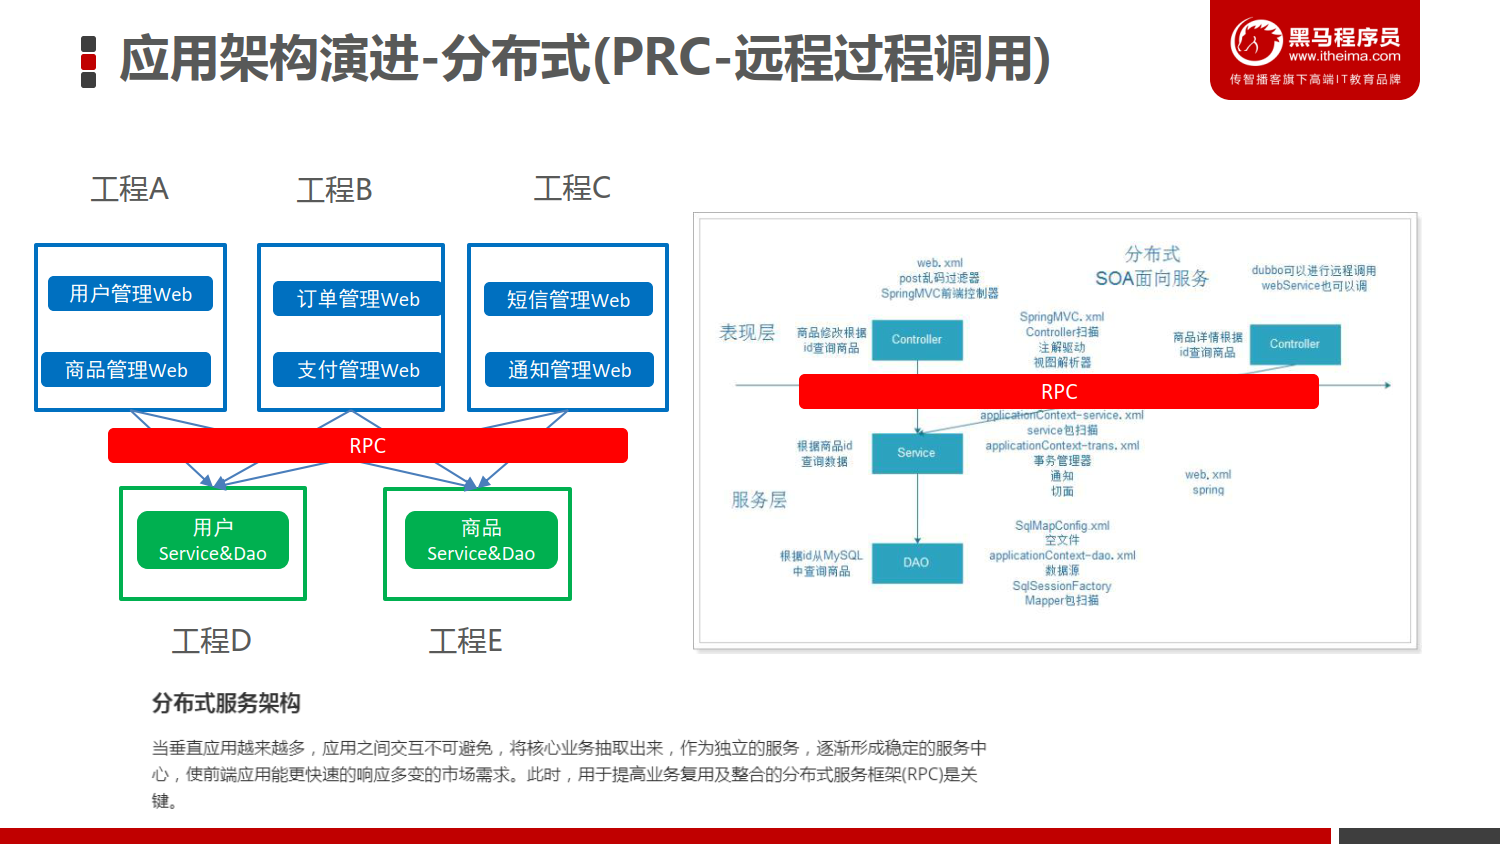 应用架构演进-分布式(PRC-远程过程调用)
黑马程序员
www.itheima.com
传智播客旗下高端IT教育品牌
工程A
工程B
工程C
用户管理Web
商品管理Web
订单管理Web
支付管理Web
短信管理Web
通知管理Web
RPC
用户
Service&Dao
商品
Service&Dao
工程D
工程E
分布式
SOA面向服务
web.xml
post乱码过滤器
SpringMVC前端控制器
dubbo可以进行远程调用
webService也可以调
表现层
商品修改根据
id查询商品
Controller
SpringMVC.xml
Controller扫描
注解驱动
视图解析器
商品详情根据
id查询商品
Controller
RPC
applicationContext-service.xml
service包扫描
applicationContext-trans.xml
事务管理器
通知
切面
根据商品id
查询数据
Service
web.xml
spring
服务层
根据id从MySQL
中查询商品
DAO
SqlMapConfig.xml
空文件
applicationContext-dao.xml
数据源
SqlSessionFactory
Mapper包扫描
分布式服务架构
当垂直应用越来越多，应用之间交互不可避免，将核心业务抽取出来，作为独立的服务，逐渐形成稳定的服务中
心，使前端应用能更快速的响应多变的市场需求。此时，用于提高业务复用及整合的分布式服务框架(RPC)是关
键。